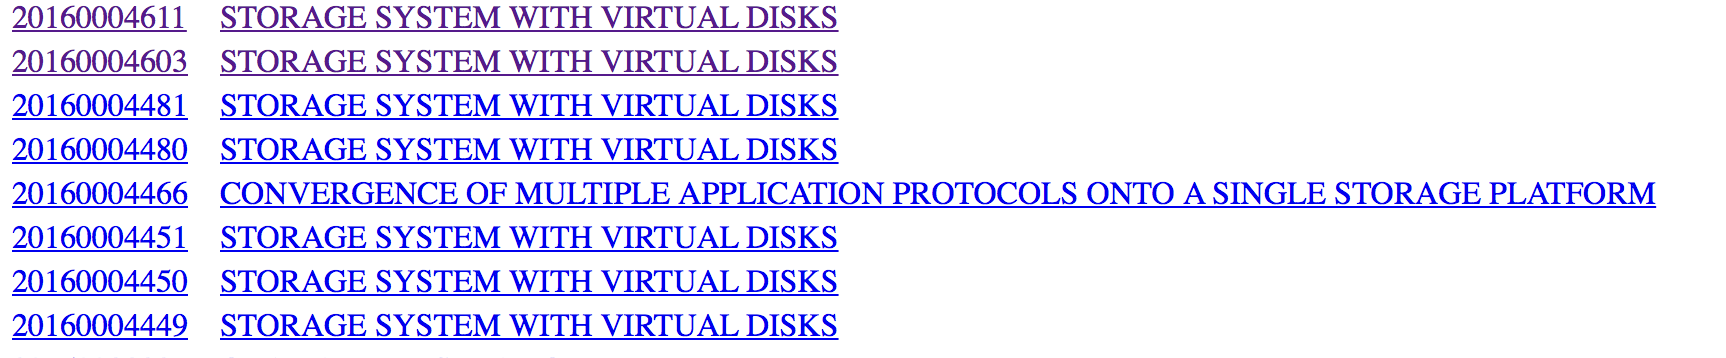 20160004611 STORAGE SYSTEM WITH VIRTUAL DISKS
20160004603 STORAGE SYSTEM WITH VIRTUAL DISKS
20160004481 STORAGE SYSTEM WITH VIRTUAL DISKS
20160004480 STORAGE SYSTEM WITH VIRTUAL DISKS
20160004466 CONVERGENCE OF MULTIPLE APPLICATION PROTOCOLS ONTO A SINGLE STORAGE PLATFORM
20160004451 STORAGE SYSTEM WITH VIRTUAL DISKS
20160004450 STORAGE SYSTEM WITH VIRTUAL DISKS
20160004449 STORAGE SYSTEM WITH VIRTUAL DISKS